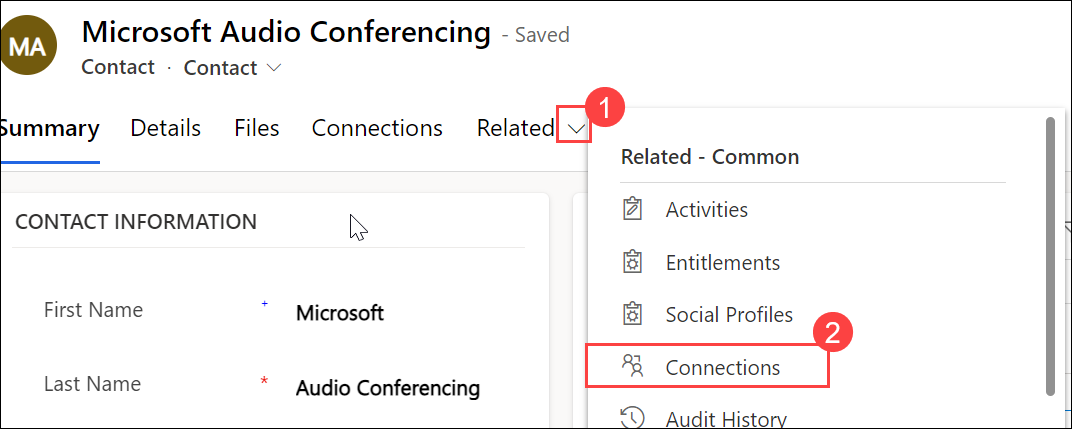 MA
Microsoft Audio Conferencing - Saved
Contact · Contact
Summary Details Files Connections Related
1
Related - Common
Activities
Entitlements
Social Profiles
2
Connections
Audit History
CONTACT INFORMATION
First Name + Microsoft
Last Name * Audio Conferencing